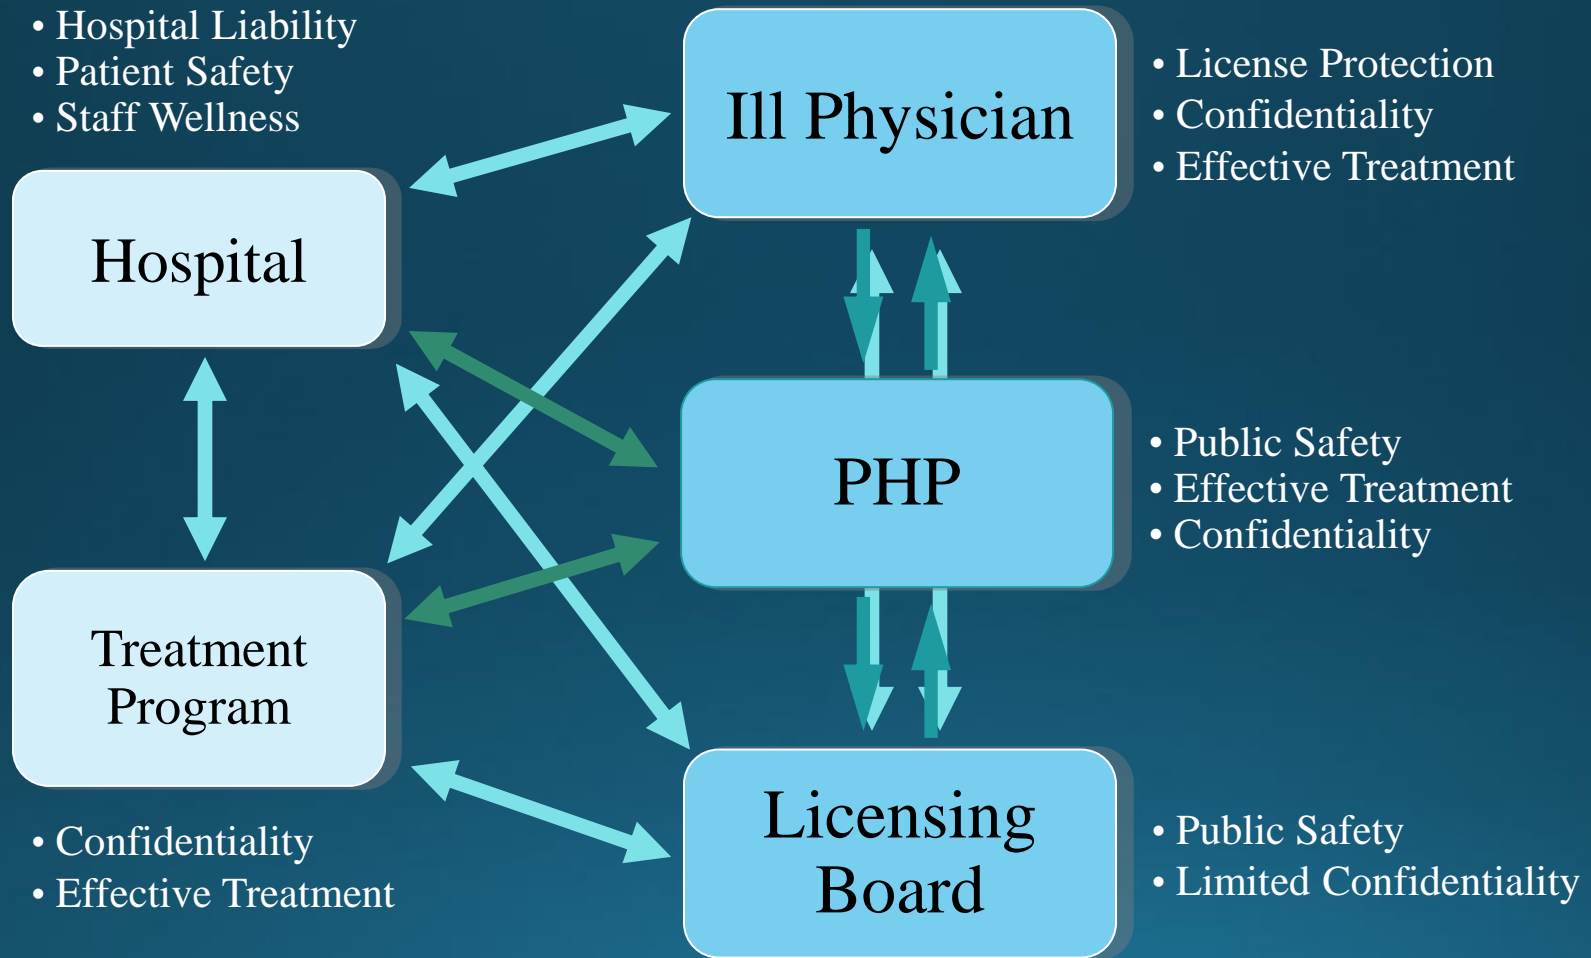 • Hospital Liability
• Patient Safety
• Staff Wellness
Ill Physician
• License Protection
• Confidentiality
• Effective Treatment
Hospital
PHP
• Public Safety
• Effective Treatment
• Confidentiality
Treatment
Program
• Confidentiality
• Effective Treatment
Licensing
Board
• Public Safety
• Limited Confidentiality